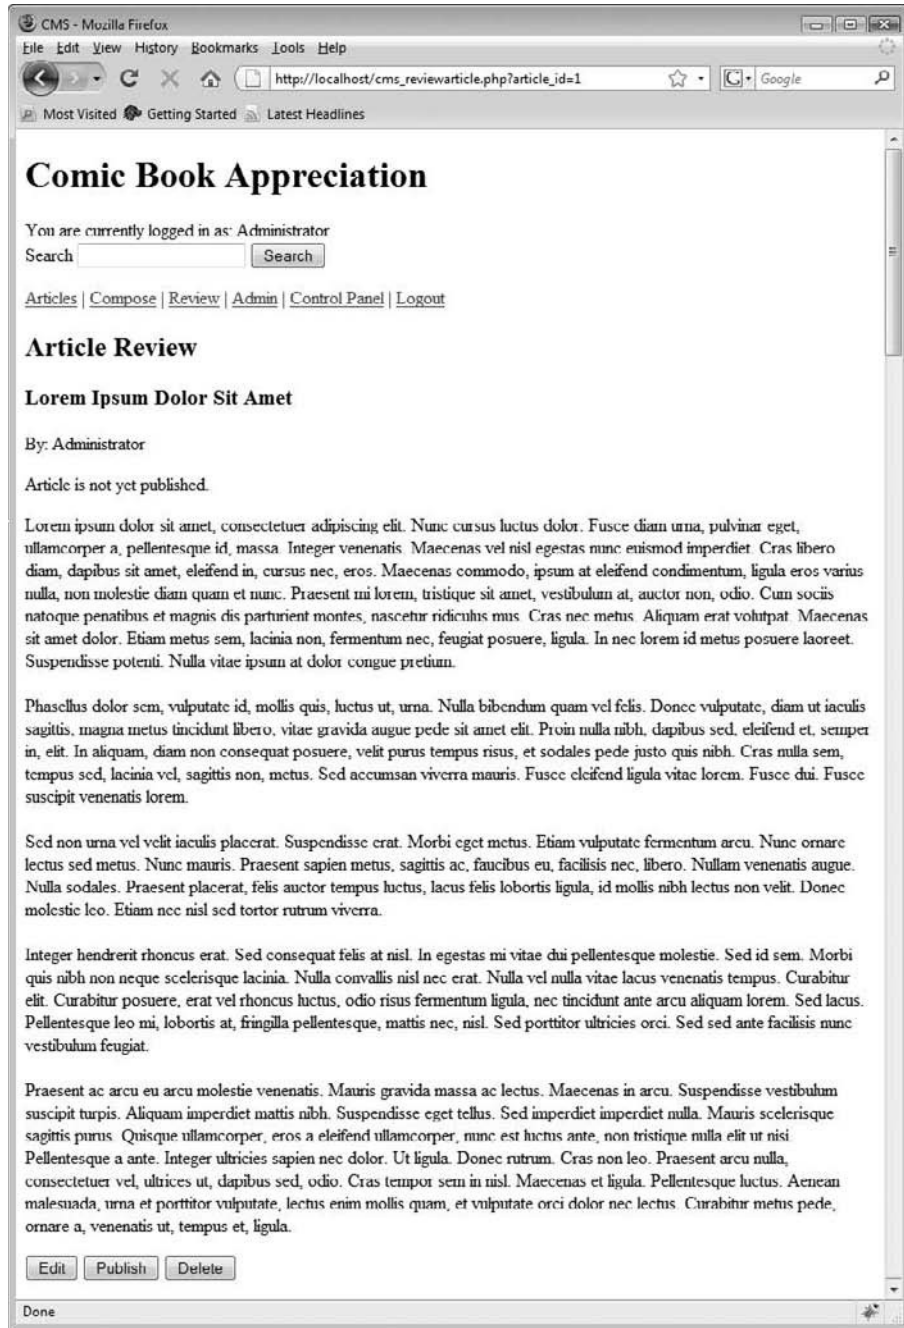 CMS - Mozilla Firefox
File Edit View History Bookmarks Tools Help
http://localhost/cms_reviewarticle.php?article_id=1
G Google
Most Visited Getting Started Latest Headlines
Comic Book Appreciation
You are currently logged in as: Administrator
Search Search
Articles | Compose | Review | Admin | Control Panel | Logout
Article Review
Lorem Ipsum Dolor Sit Amet
By: Administrator
Article is not yet published.
Lorem ipsum dolor sit amet, consectetuer adipiscing elit. Nunc cursus luctus dolor. Fusce diam urna, pulvinar eget,
ullamcorper a, pellentesque id, massa. Integer venenatis. Maecenas vel nisl egestas nunc euismod imperdiet. Cras libero
diam, dapibus sit amet, eleifend in, cursus nec, eros. Maecenas commodo, ipsum at eleifend condimentum, ligula eros varius
nulla, non molestie diam quam et nunc. Praesent mi lorem, tristique sit amet, vestibulum at, auctor non, odio. Cum sociis
natoque penatibus et magnis dis parturient montes, nascetur ridiculus mus. Cras nec metus. Aliquam erat volutpat. Maecenas
sit amet dolor. Etiam metus sem, lacinia non, fermentum nec, feugiat posuere, ligula. In nec lorem id metus posuere laoreet.
Suspendisse potenti. Nulla vitae ipsum at dolor congue pretium.
Phasellus dolor sem, vulputate id, mollis quis, luctus ut, urna. Nulla bibendum quam vel felis. Donec vulputate, diam ut iaculis
sagittis, magna metus tincidunt libero, vitae gravida augue pede sit amet elit. Proin nulla nibh, dapibus sed, eleifend et, semper
in, elit. In aliquam, diam non consequat posuere, velit purus tempus risus, et sodales pede justo quis nibh. Cras nulla sem,
tempus sed, lacinia vel, sagittis non, metus. Sed accumsan viverra mauris. Fusce eleifend ligula vitae lorem. Fusce dui. Fusce
suscipit venenatis lorem.
Sed non urna vel velit iaculis placerat. Suspendisse erat. Morbi eget metus. Etiam vulputate fermentum arcu. Nunc ornare
lectus sed metus. Nunc mauris. Praesent sapien metus, sagittis ac, faucibus eu, facilisis nec, libero. Nullam venenatis augue.
Nulla sodales. Praesent placerat, felis auctor tempus luctus, lacus felis lobortis ligula, id mollis nibh lectus non velit. Donec
molestie leo. Etiam nec nisl sed tortor rutrum viverra.
Integer hendrerit rhoncus erat. Sed consequat felis at nisl. In egestas mi vitae dui pellentesque molestie. Sed id sem. Morbi
quis nibh non neque scelerisque lacinia. Nulla convallis nisl nec erat. Nulla vel nulla vitae lacus venenatis tempus. Curabitur
elit. Curabitur posuere, erat vel rhoncus luctus, odio risus fermentum ligula, nec tincidunt ante arcu aliquam lorem. Sed lacus.
Pellentesque leo mi, lobortis at, fringilla pellentesque, mattis nec, nisl. Sed porttitor ultricies orci. Sed sed ante facilisis nunc
vestibulum feugiat.
Praesent ac arcu eu arcu molestie venenatis. Mauris gravida massa ac lectus. Maecenas in arcu. Suspendisse vestibulum
suscipit turpis. Aliquam imperdiet mattis nibh. Suspendisse eget tellus. Sed imperdiet imperdiet nulla. Mauris scelerisque
sagittis purus. Quisque ullamcorper, eros a eleifend ullamcorper, nunc est luctus ante, non tristique nulla elit ut nisi.
Pellentesque a ante. Integer ultricies sapien nec dolor. Ut ligula. Donec rutrum. Cras non leo. Praesent arcu nulla,
consectetuer vel, ultrices ut, dapibus sed, odio. Cras tempor sem in nisl. Maecenas et ligula. Pellentesque luctus. Aenean
malesuada, urna et porttitor vulputate, lectus enim mollis quam, et vulputate orci dolor nec lectus. Curabitur metus pede,
ornare a, venenatis ut, tempus et, ligula.
Edit Publish Delete
Done